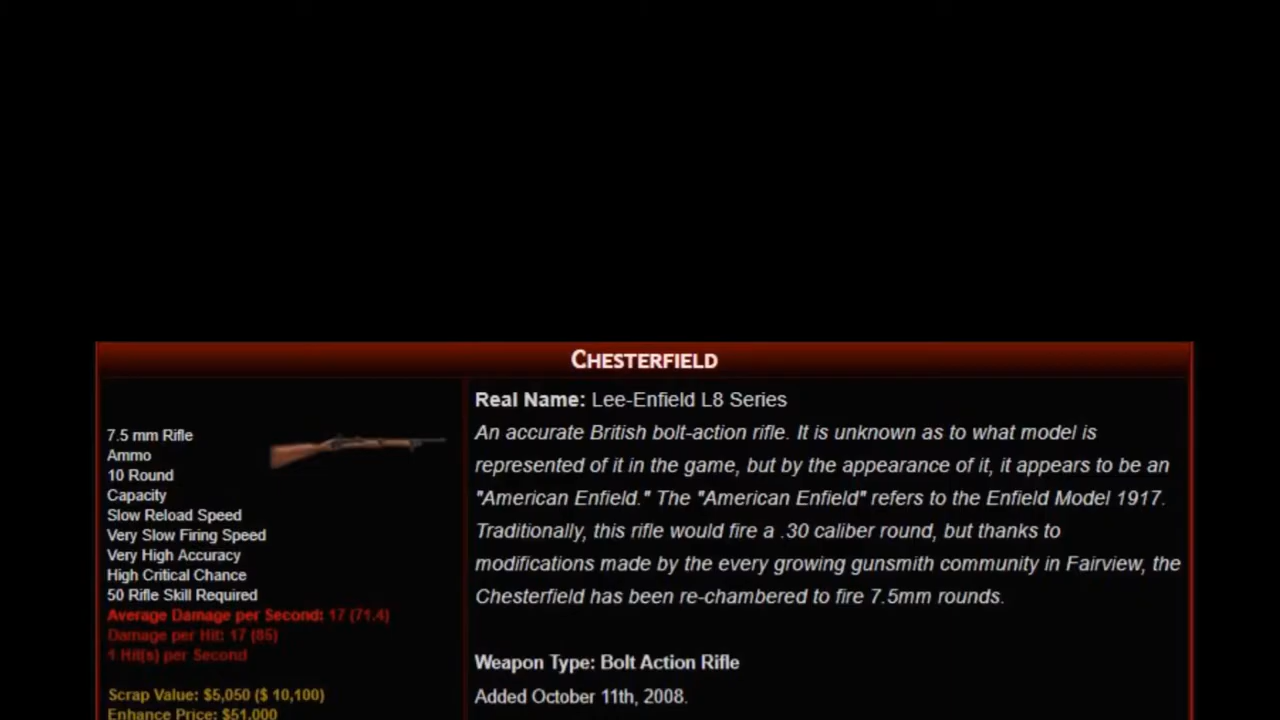 CHESTERFIELD
7.5 mm Rifle
Ammo
10 Round
Capacity
Slow Reload Speed
Very Slow Firing Speed
Very High Accuracy
High Critical Chance
50 Rifle Skill Required
Average Damage per Second: 17 (71.4)
Damage per Hit: 17 (85)
1 Hit(s) per Second
Scrap Value: $5,050 ($ 10,100)
Enhance Price: $51,000
Real Name: Lee-Enfield L8 Series
An accurate British bolt-action rifle. It is unknown as to what model is
represented of it in the game, but by the appearance of it, it appears to be an
"American Enfield." The "American Enfield" refers to the Enfield Model 1917.
Traditionally, this rifle would fire a .30 caliber round, but thanks to
modifications made by the every growing gunsmith community in Fairview, the
Chesterfield has been re-chambered to fire 7.5mm rounds.
Weapon Type: Bolt Action Rifle
Added October 11th, 2008.